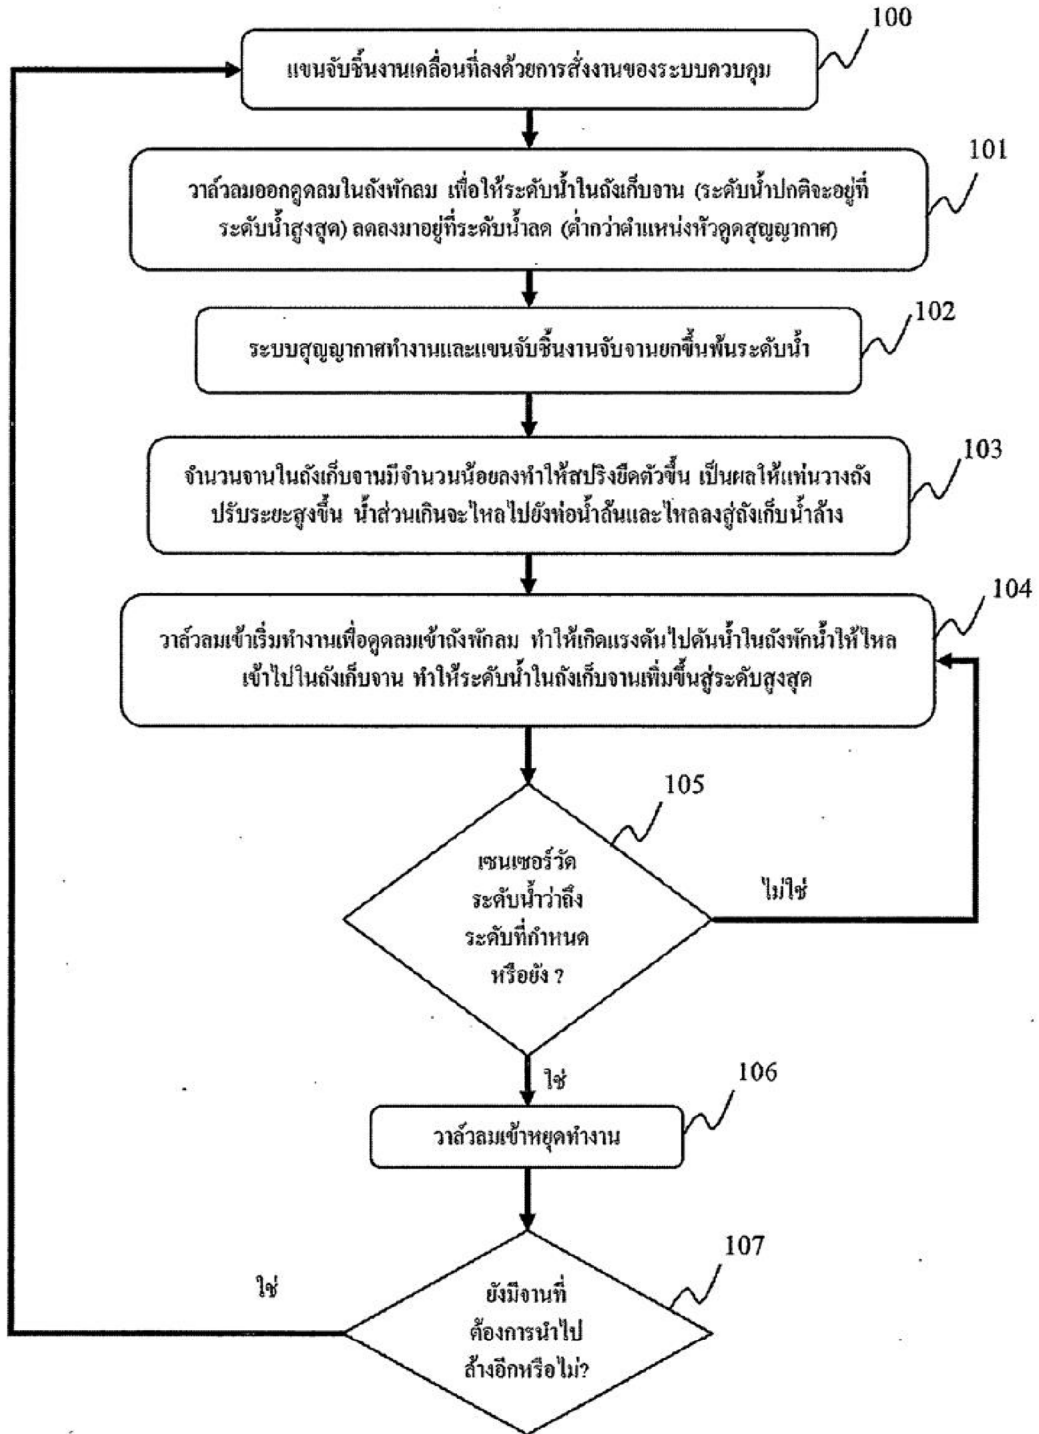 100
แขนจับชิ้นงานเคลื่อนที่ลงด้วยการสั่งงานของระบบควบคุม
101
วาล์วลมออกดูดลมในถังพักลม เพื่อให้ระดับน้ำในถังเก็บจาน (ระดับน้ำปกติจะอยู่ที่
ระดับน้ำสูงสุด) ลดลงมาอยู่ที่ระดับน้ำลด (ต่ำกว่าตำแหน่งหัวดูดสุญญากาศ)
102
ระบบสุญญากาศทำงานและแขนจับชิ้นงานจับจานยกขึ้นพ้นระดับน้ำ
103
จำนวนจานในถังเก็บจานมีจำนวนน้อยลงทำให้สปริงยืดตัวขึ้น เป็นผลให้แท่นวางถัง
ปรับระยะสูงขึ้น น้ำส่วนเกินจะไหลไปยังท่อน้ำล้นและไหลลงสู่ถังเก็บน้ำล้าง
104
วาล์วลมเข้าเริ่มทำงานเพื่อดูดลมเข้าถังพักลม ทำให้เกิดแรงดันไปดันน้ำในถังพักน้ำให้ไหล
เข้าไปในถังเก็บจาน ทำให้ระดับน้ำในถังเก็บจานเพิ่มขึ้นสู่ระดับสูงสุด
105
เซนเซอร์วัด
ระดับน้ำว่าถึง
ระดับที่กำหนด
หรือยัง ?
ไม่ใช่
ใช่
106
วาล์วลมเข้าหยุดทำงาน
107
ใช่
ยังมีจานที่
ต้องการนำไป
ล้างอีกหรือไม่?